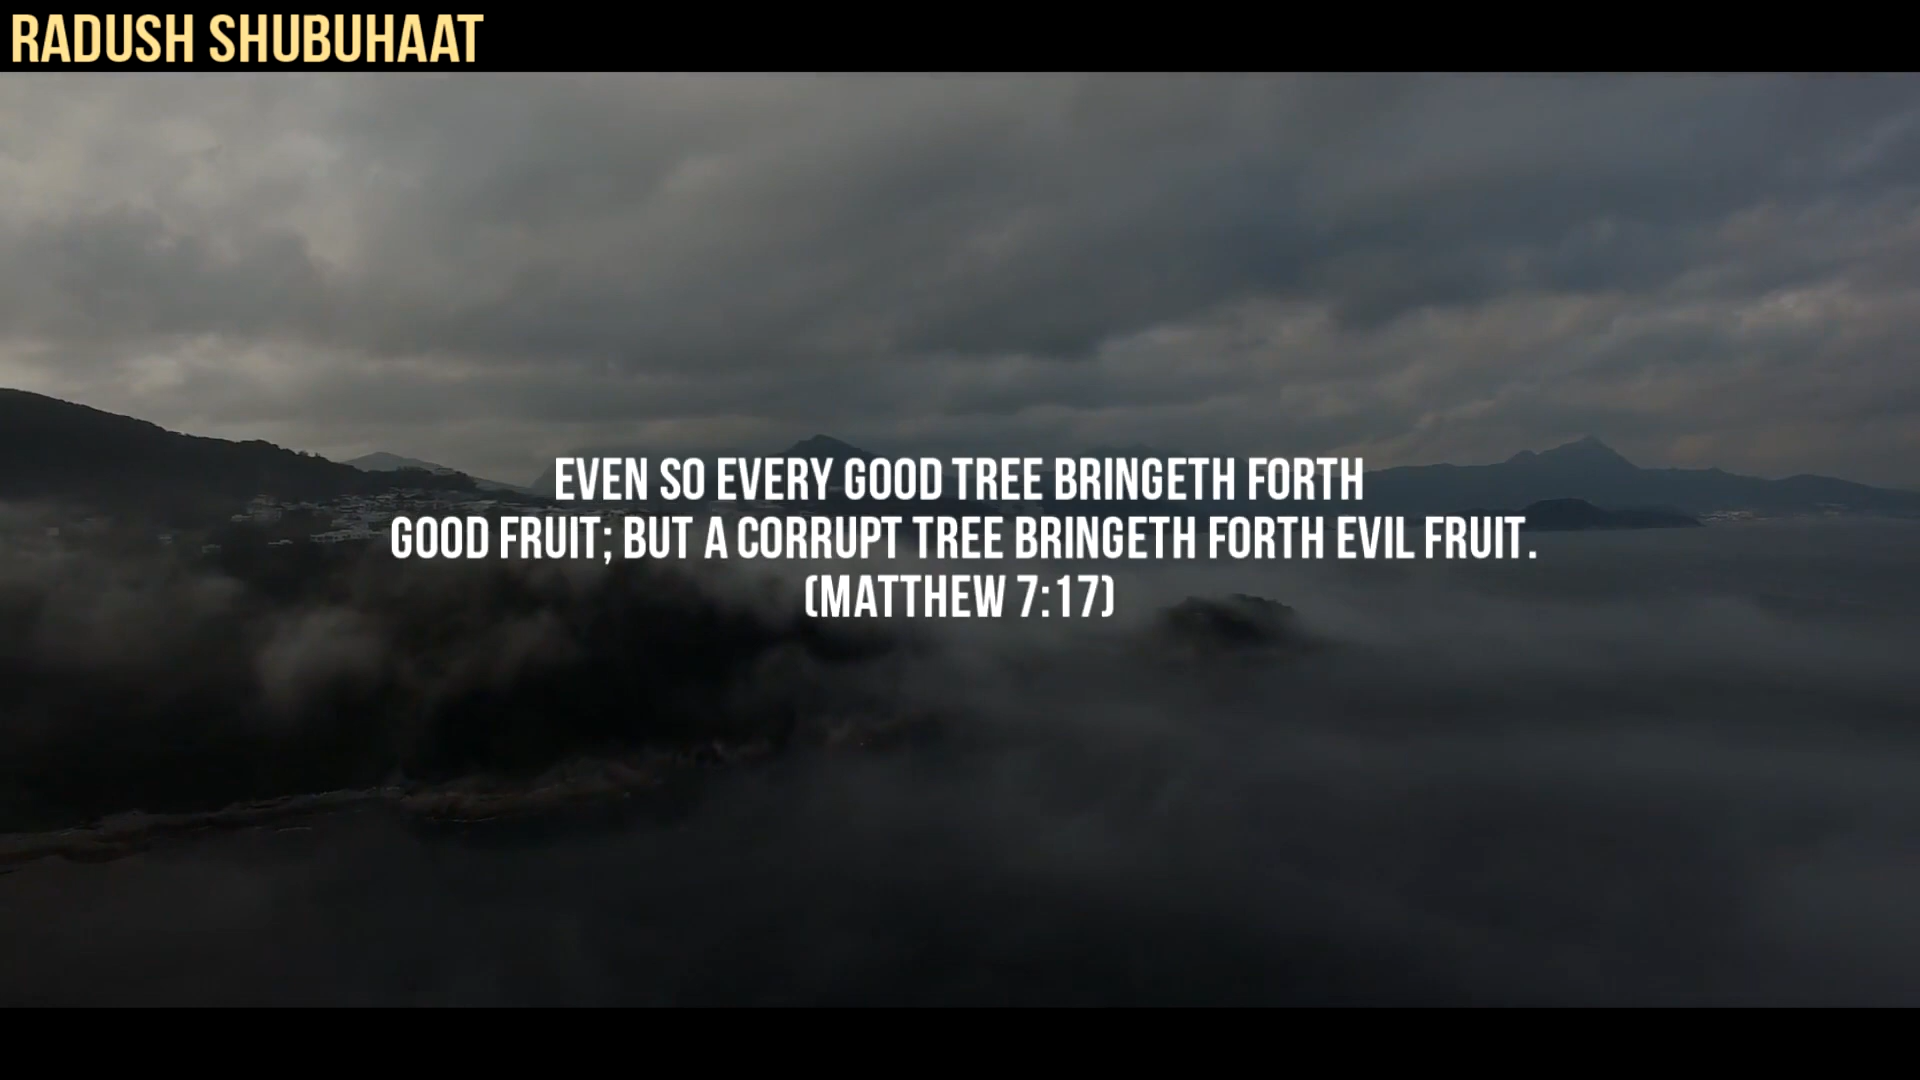 RADUSH SHUBUHAAT
EVEN SO EVERY GOOD TREE BRINGETH FORTH
GOOD FRUIT; BUT A CORRUPT TREE BRINGETH FORTH EVIL FRUIT.
(MATTHEW 7:17)